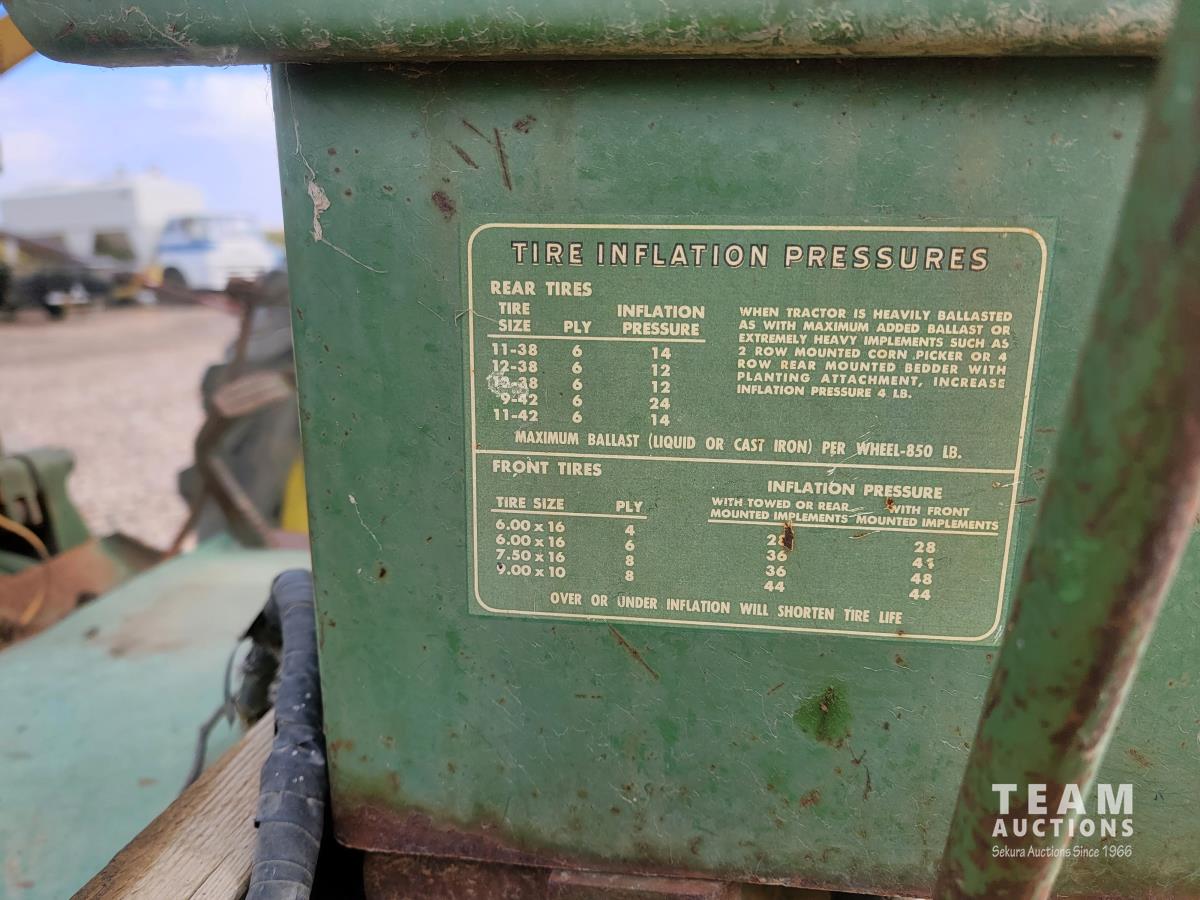 TIRE INFLATION PRESSURES
REAR TIRES
TIRE SIZE PLY INFLATION PRESSURE
11-38 6 14
12-38 6 12
-38 6 12
9-42 6 24
11-42 6 14
WHEN TRACTOR IS HEAVILY BALLASTED
AS WITH MAXIMUM ADDED BALLAST OR
EXTREMELY HEAVY IMPLEMENTS SUCH AS
2 ROW MOUNTED CORN PICKER OR 4
ROW REAR MOUNTED BEDDER WITH
PLANTING ATTACHMENT, INCREASE
INFLATION PRESSURE 4 LB.
MAXIMUM BALLAST (LIQUID OR CAST IRON) PER WHEEL-850 LB.
FRONT TIRES
INFLATION PRESSURE
TIRE SIZE PLY WITH TOWED OR REAR MOUNTED IMPLEMENTS WITH FRONT MOUNTED IMPLEMENTS
6.00 x 16 4 28 28
6.00 x 16 6 36
7.50 x 16 8 36 48
9.00 x 10 8 44 44
OVER OR UNDER INFLATION WILL SHORTEN TIRE LIFE
TEAM
AUCTIONS
Sekura Auctions Since 1966